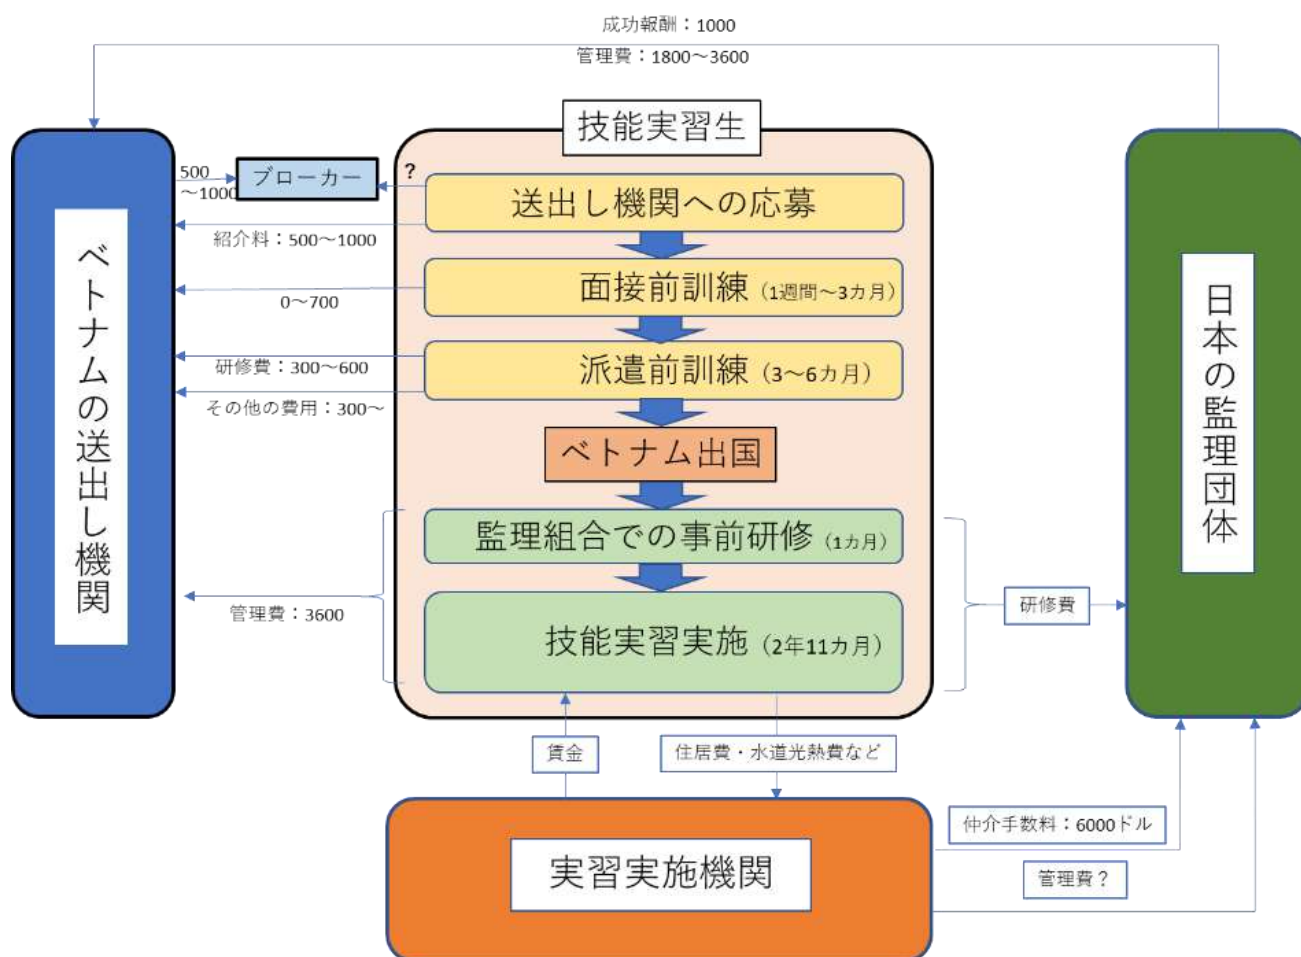 成功報酬：1000
管理費：1800～3600
技能実習生
500
～1000
ブローカー
?
送出し機関への応募
紹介料：500～1000
面接前訓練（1週間～3カ月）
0～700
派遣前訓練（3～6カ月）
研修費：300～600
その他の費用：300～
ベトナム出国
監理組合での事前研修（1カ月）
技能実習実施（2年11カ月）
管理費：3600
研修費
ベトナムの送出し機関
日本の監理団体
賃金
住居費・水道光熱費など
実習実施機関
仲介手数料：6000ドル
管理費？